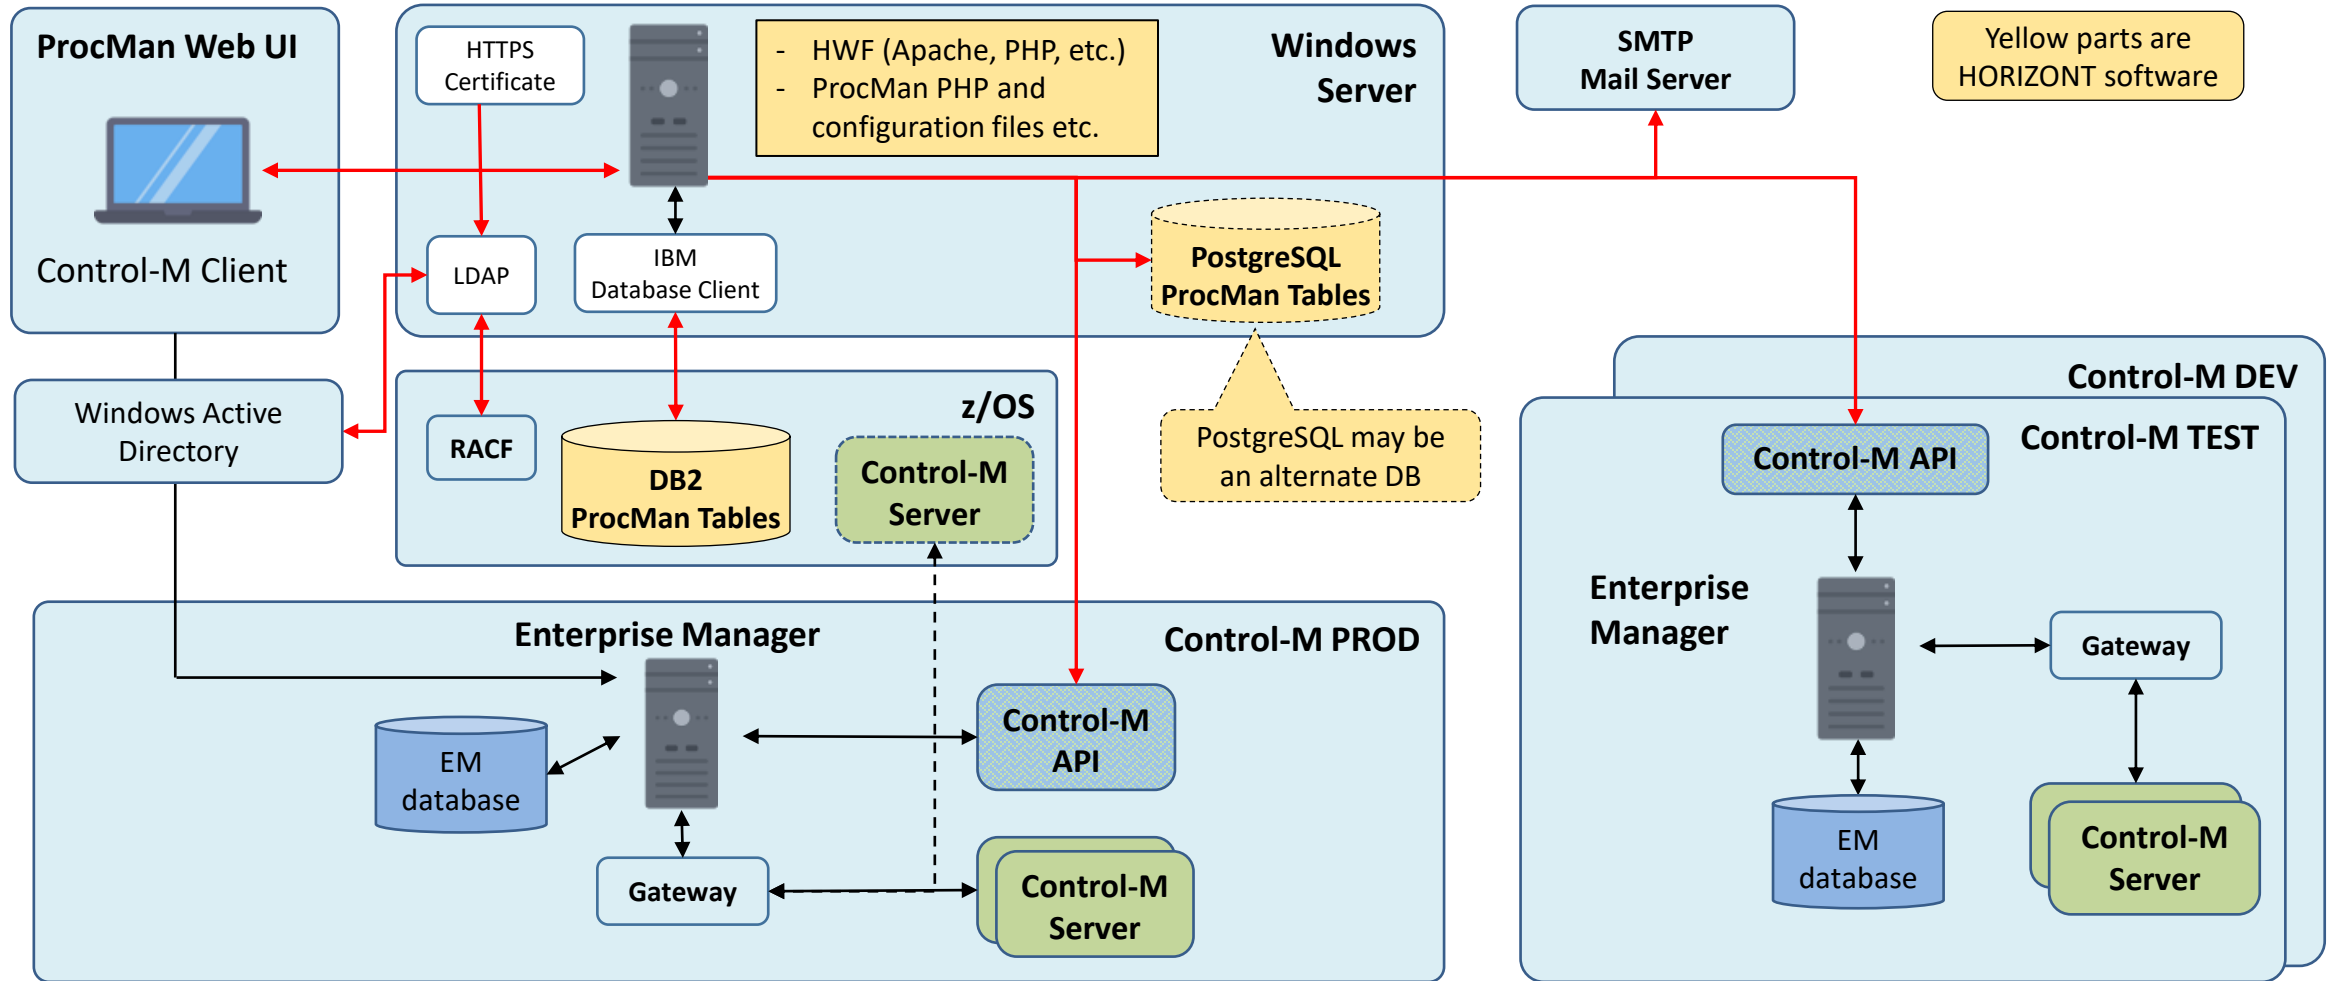 ProcMan Web UI
Control-M Client
HTTPS
Certificate
- HWF (Apache, PHP, etc.)
- ProcMan PHP and
configuration files etc.
Windows
Server
SMTP
Mail Server
Yellow parts are
HORIZONT software
LDAP
IBM
Database Client
PostgreSQL
ProcMan Tables
Windows Active
Directory
z/OS
RACF
DB2
ProcMan Tables
Control-M
Server
PostgreSQL may be
an alternate DB
Control-M DEV
Control-M TEST
Control-M API
Enterprise
Manager
Gateway
EM
database
Control-M
Server
Enterprise Manager
Control-M PROD
EM
database
Control-M
API
Gateway
Control-M
Server